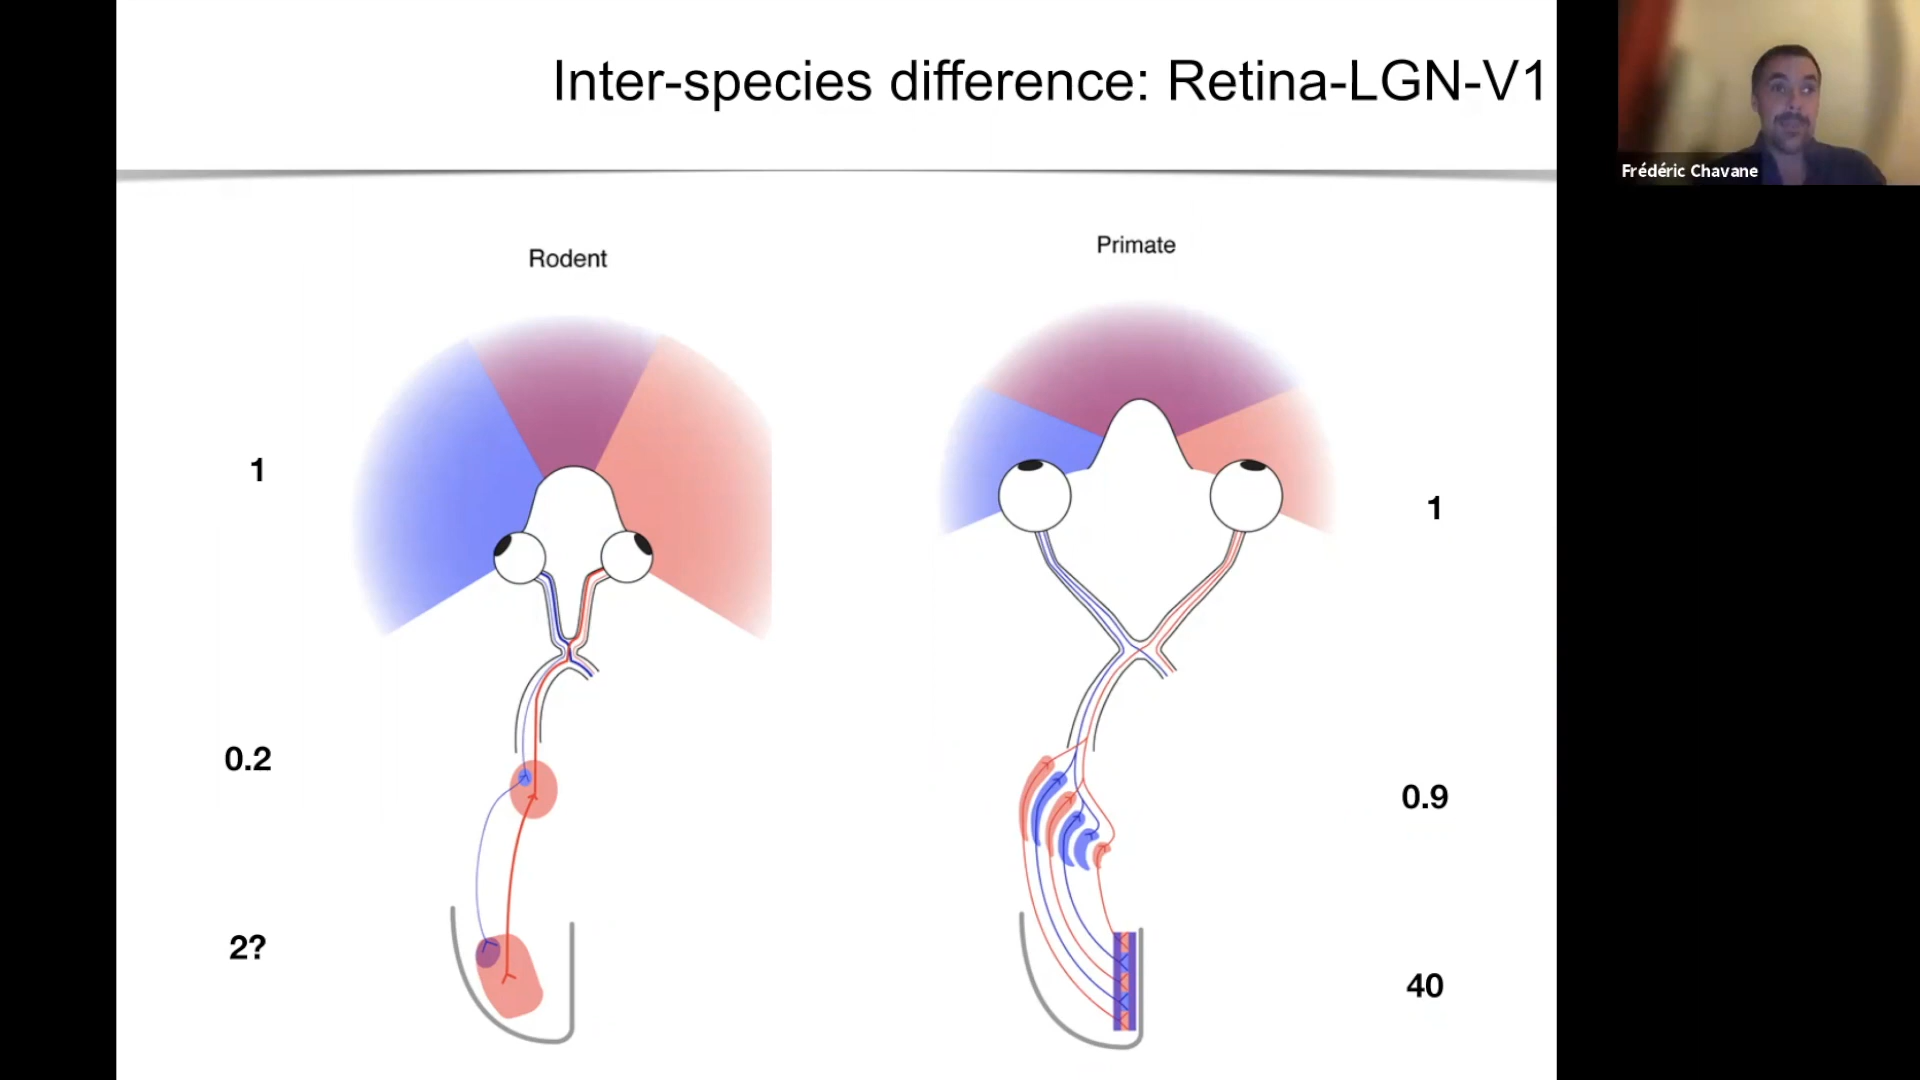 Inter-species difference: Retina-LGN-V1
Frédéric Chavane
Rodent
Primate
1
1
0.2
0.9
2?
40